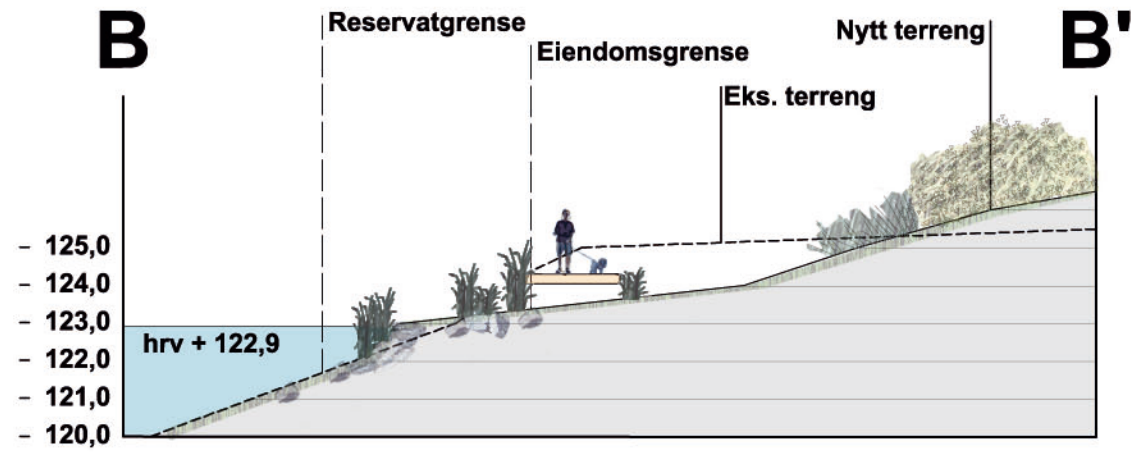 B
Reservatgrense
Eiendomsgrense
Nytt terreng
B'
Eks. terreng
– 125,0
– 124,0
– 123,0
hrv + 122,9
– 122,0
– 121,0
– 120,0